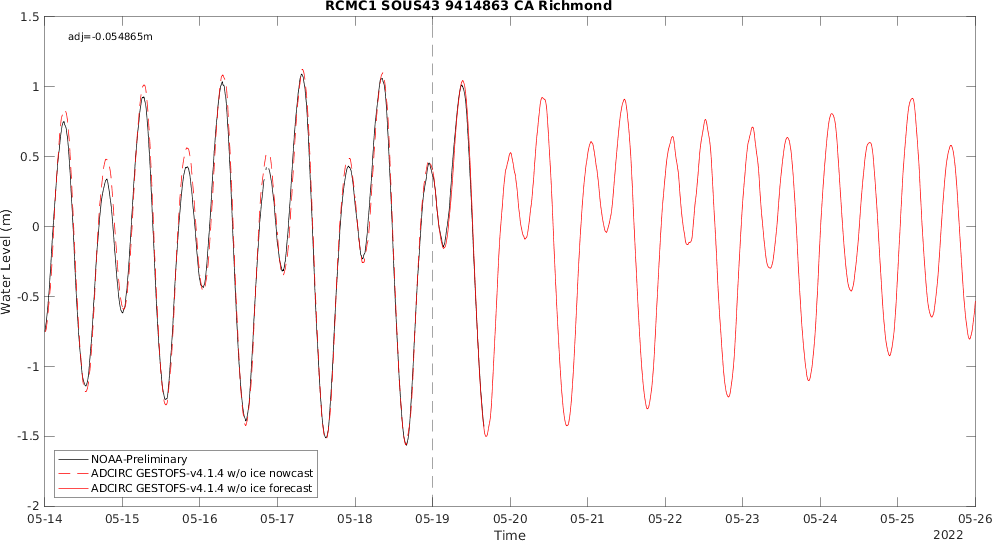 RCMC1 SOUS43 9414863 CA Richmond
adj=-0.054865m
1.5
1
0.5
0
-0.5
-1
-1.5
-2
Water Level (m)
NOAA-Preliminary
ADCIRC GESTOFS-v4.1.4 w/o ice nowcast
ADCIRC GESTOFS-v4.1.4 w/o ice forecast
05-14 05-15 05-16 05-17 05-18 05-19 05-20 05-21 05-22 05-23 05-24 05-25 05-26
Time
2022